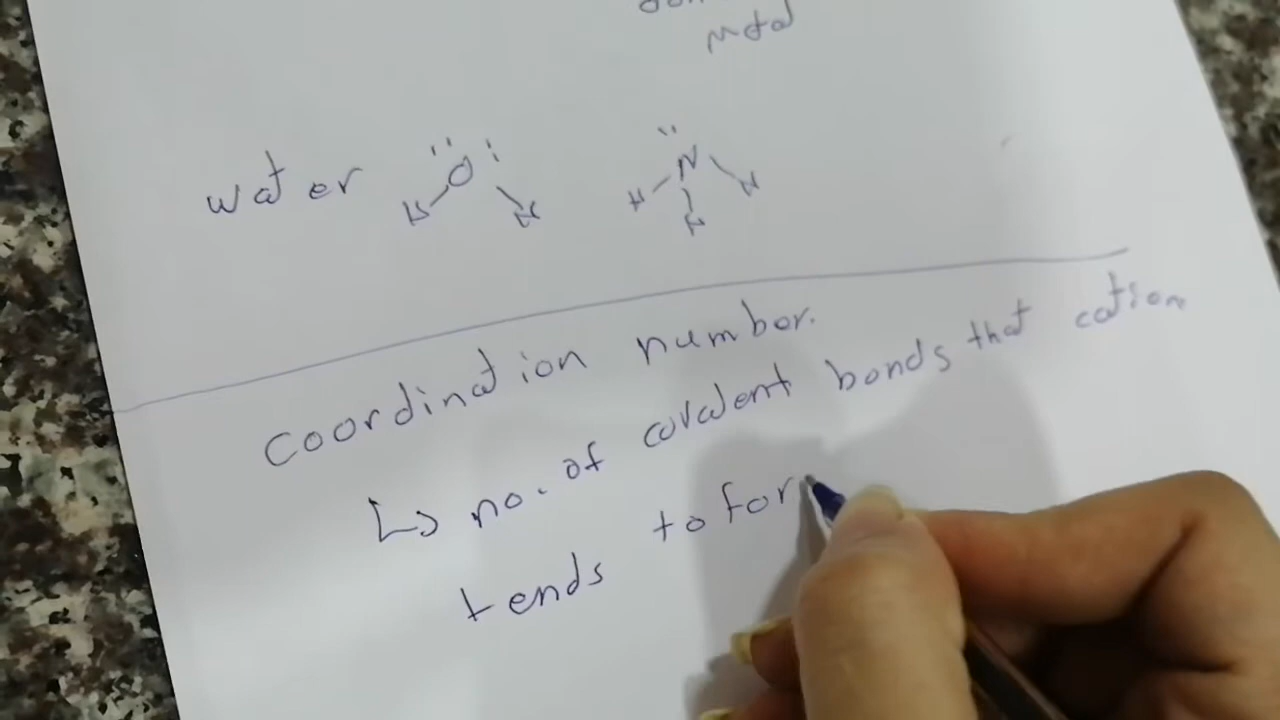 Metal
water H O H
N H H H
Coordination number.
↳ no. of covalent bonds that cation
tends to for